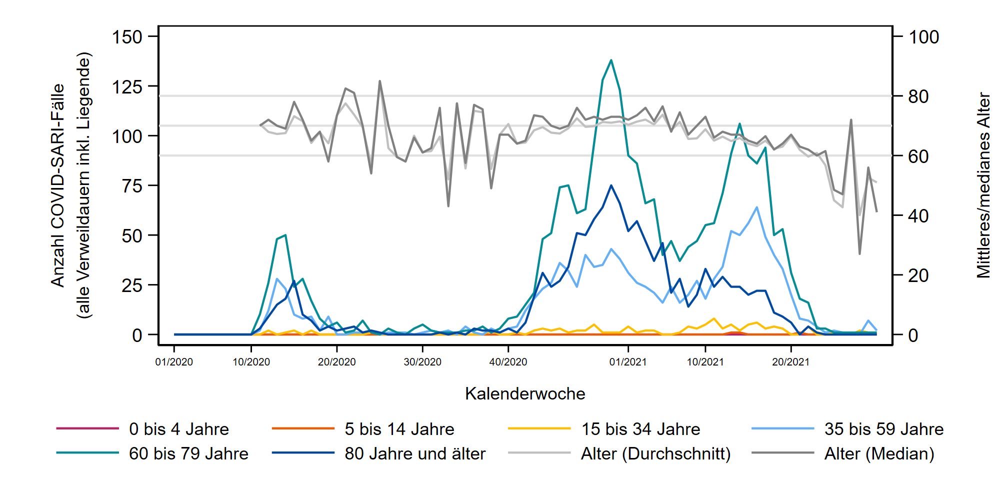 Anzahl COVID-SARI-Fälle
(alle Verweildauern inkl. Liegende)
150
125
100
75
50
25
0
100
80
60
40
20
0
Mittleres/medianes Alter
01/2020 10/2020 20/2020 30/2020 40/2020 01/2021 10/2021 20/2021
Kalenderwoche
0 bis 4 Jahre 5 bis 14 Jahre 15 bis 34 Jahre 35 bis 59 Jahre
60 bis 79 Jahre 80 Jahre und älter Alter (Durchschnitt) Alter (Median)